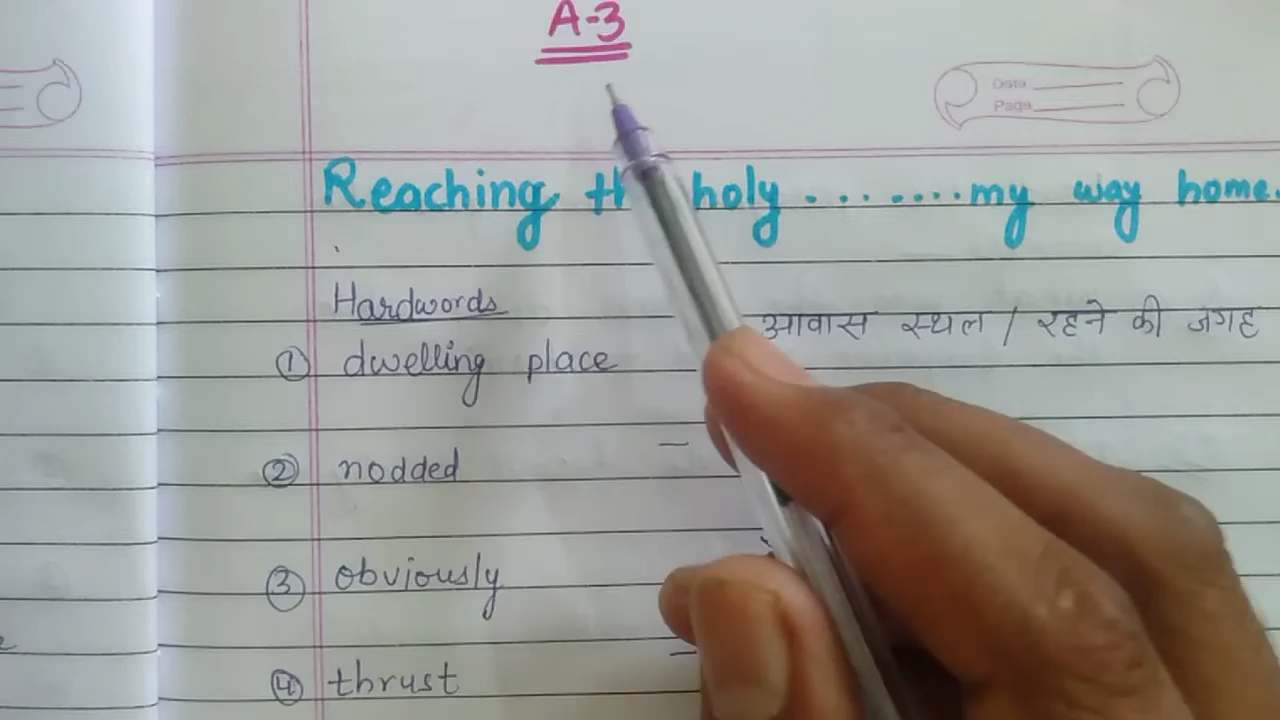 A-3
Date
Page
Reaching holy ........ my way home.
Hardwords
① dwelling place आवास स्थल / रहने की जगह
② nodded –
③ obviously
④ thrust –